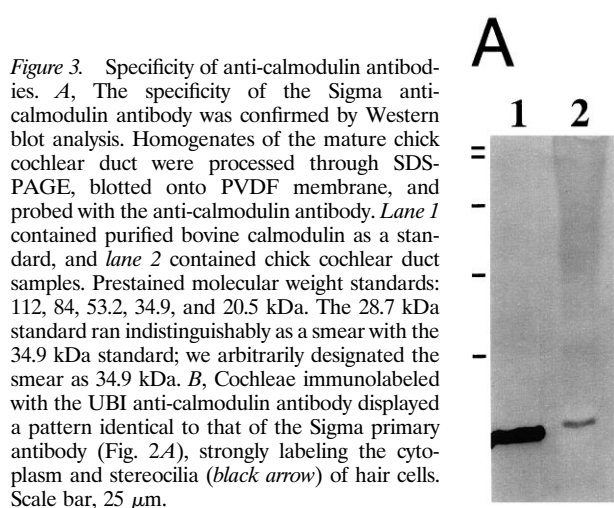 Figure 3. Specificity of anti-calmodulin antibod-
ies. A, The specificity of the Sigma anti-
calmodulin antibody was confirmed by Western
blot analysis. Homogenates of the mature chick
cochlear duct were processed through SDS-
PAGE, blotted onto PVDF membrane, and
probed with the anti-calmodulin antibody. Lane 1
contained purified bovine calmodulin as a stan-
dard, and lane 2 contained chick cochlear duct
samples. Prestained molecular weight standards:
112, 84, 53.2, 34.9, and 20.5 kDa. The 28.7 kDa
standard ran indistinguishably as a smear with the
34.9 kDa standard; we arbitrarily designated the
smear as 34.9 kDa. B, Cochleae immunolabeled
with the UBI anti-calmodulin antibody displayed
a pattern identical to that of the Sigma primary
antibody (Fig. 2A), strongly labeling the cyto-
plasm and stereocilia (black arrow) of hair cells.
Scale bar, 25 μm.
A
1 2